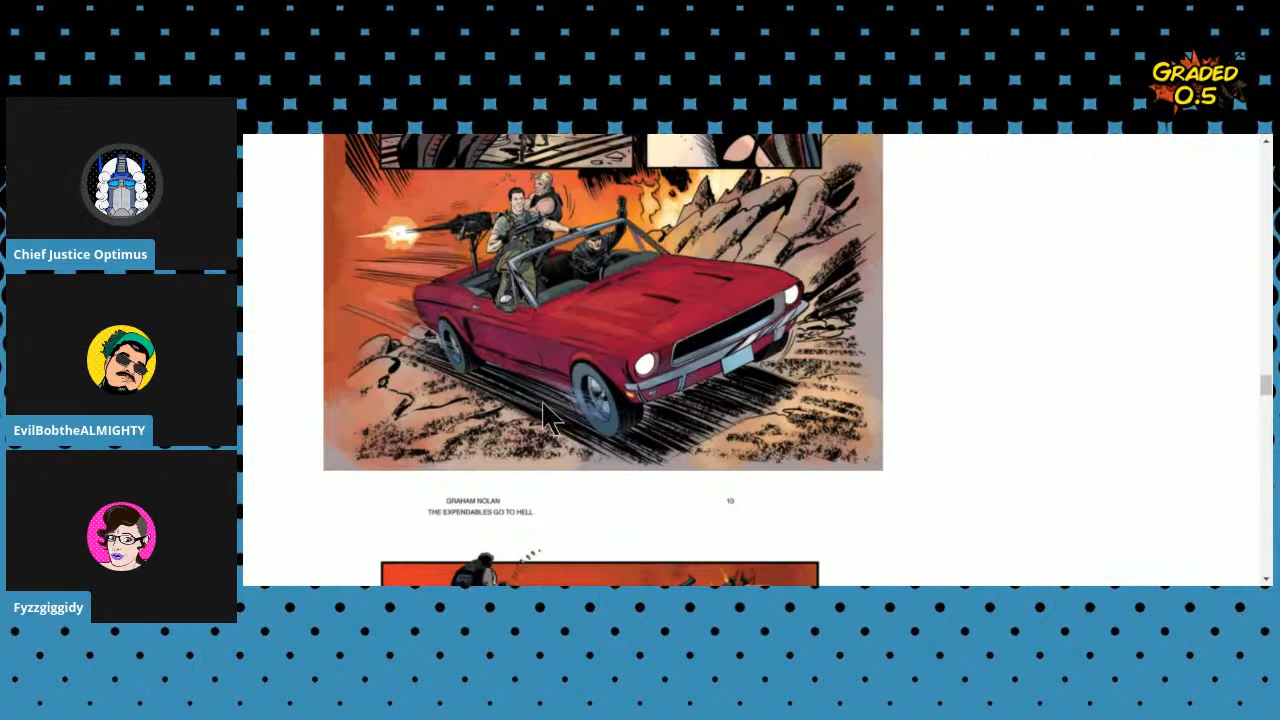 GRADED
0.5
Chief Justice Optimus
EvilBobtheALMIGHTY
Fyzzgiggidy
GRAHAM NOLAN
10
THE EXPENDABLES GO TO HELL